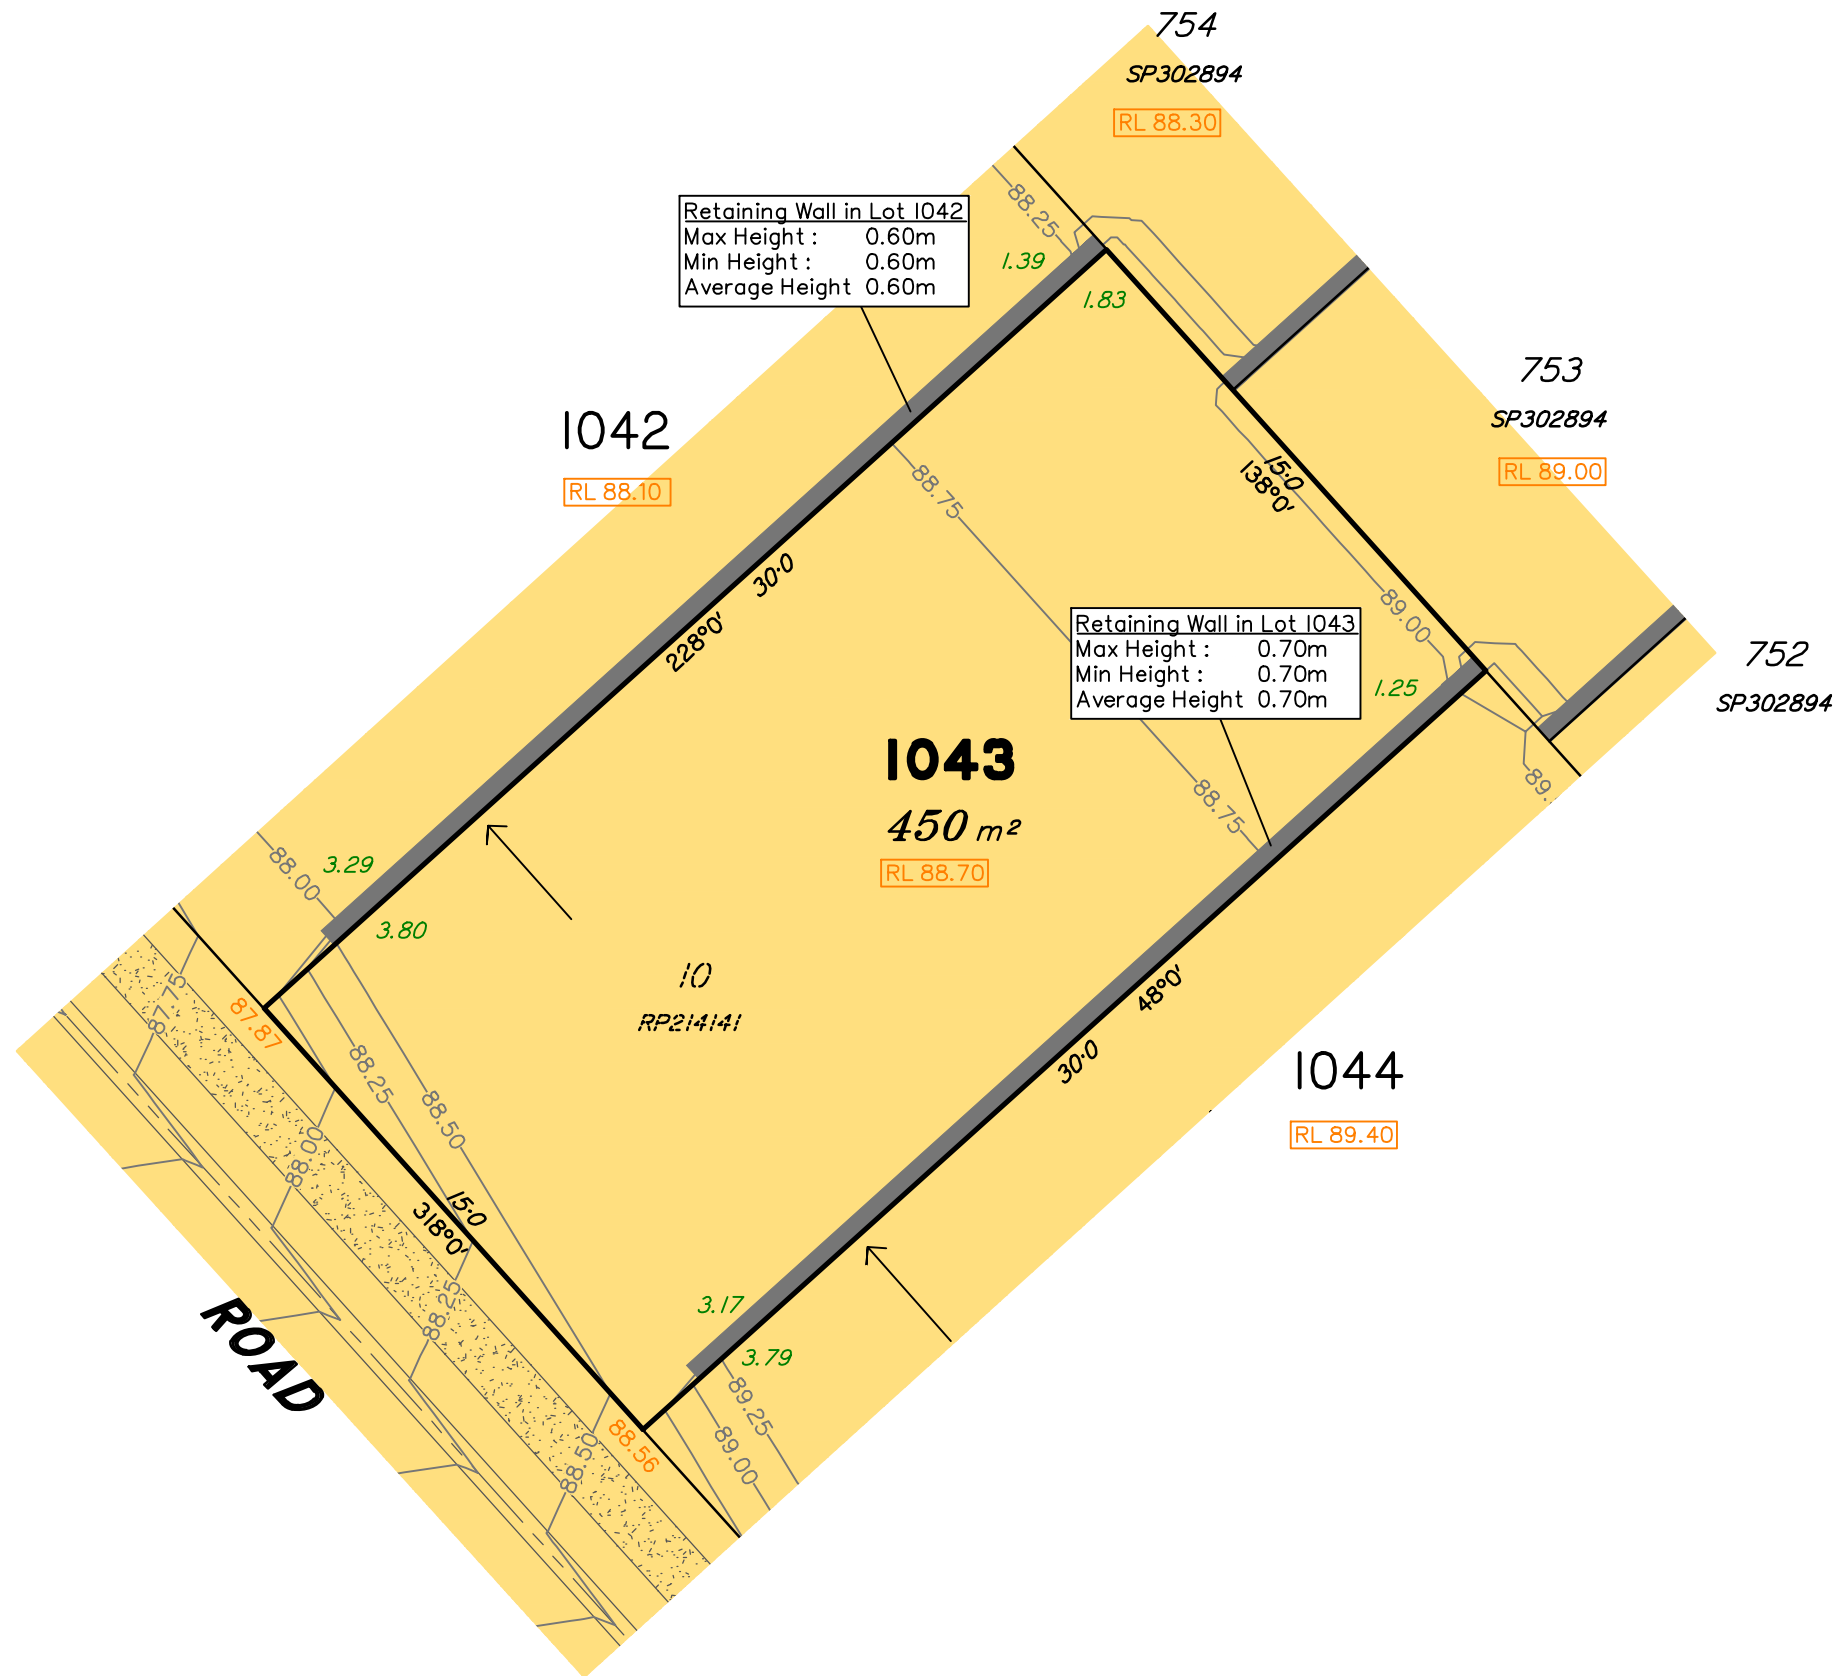 754
SP302894
RL 88.30
Retaining Wall in Lot 1042
Max Height : 0.60m
Min Height : 0.60m
Average Height 0.60m
88.25
1.39
1.83
753
SP302894
RL 89.00
1042
RL 88.10
88.75
15·0
138°0'
30·0
228°0'
89.00
Retaining Wall in Lot 1043
Max Height : 0.70m
Min Height : 0.70m
Average Height 0.70m
1.25
752
SP302894
1043
450 m²
RL 88.70
88.75
89.
88.00
3.29
3.80
10
RP214141
48°0'
30·0
1044
RL 89.40
87.75
87.87
88.25
88.50
88.00
15·0
318°0'
88.25
ROAD
3.17
3.79
89.25
89.00
88.50
88.56